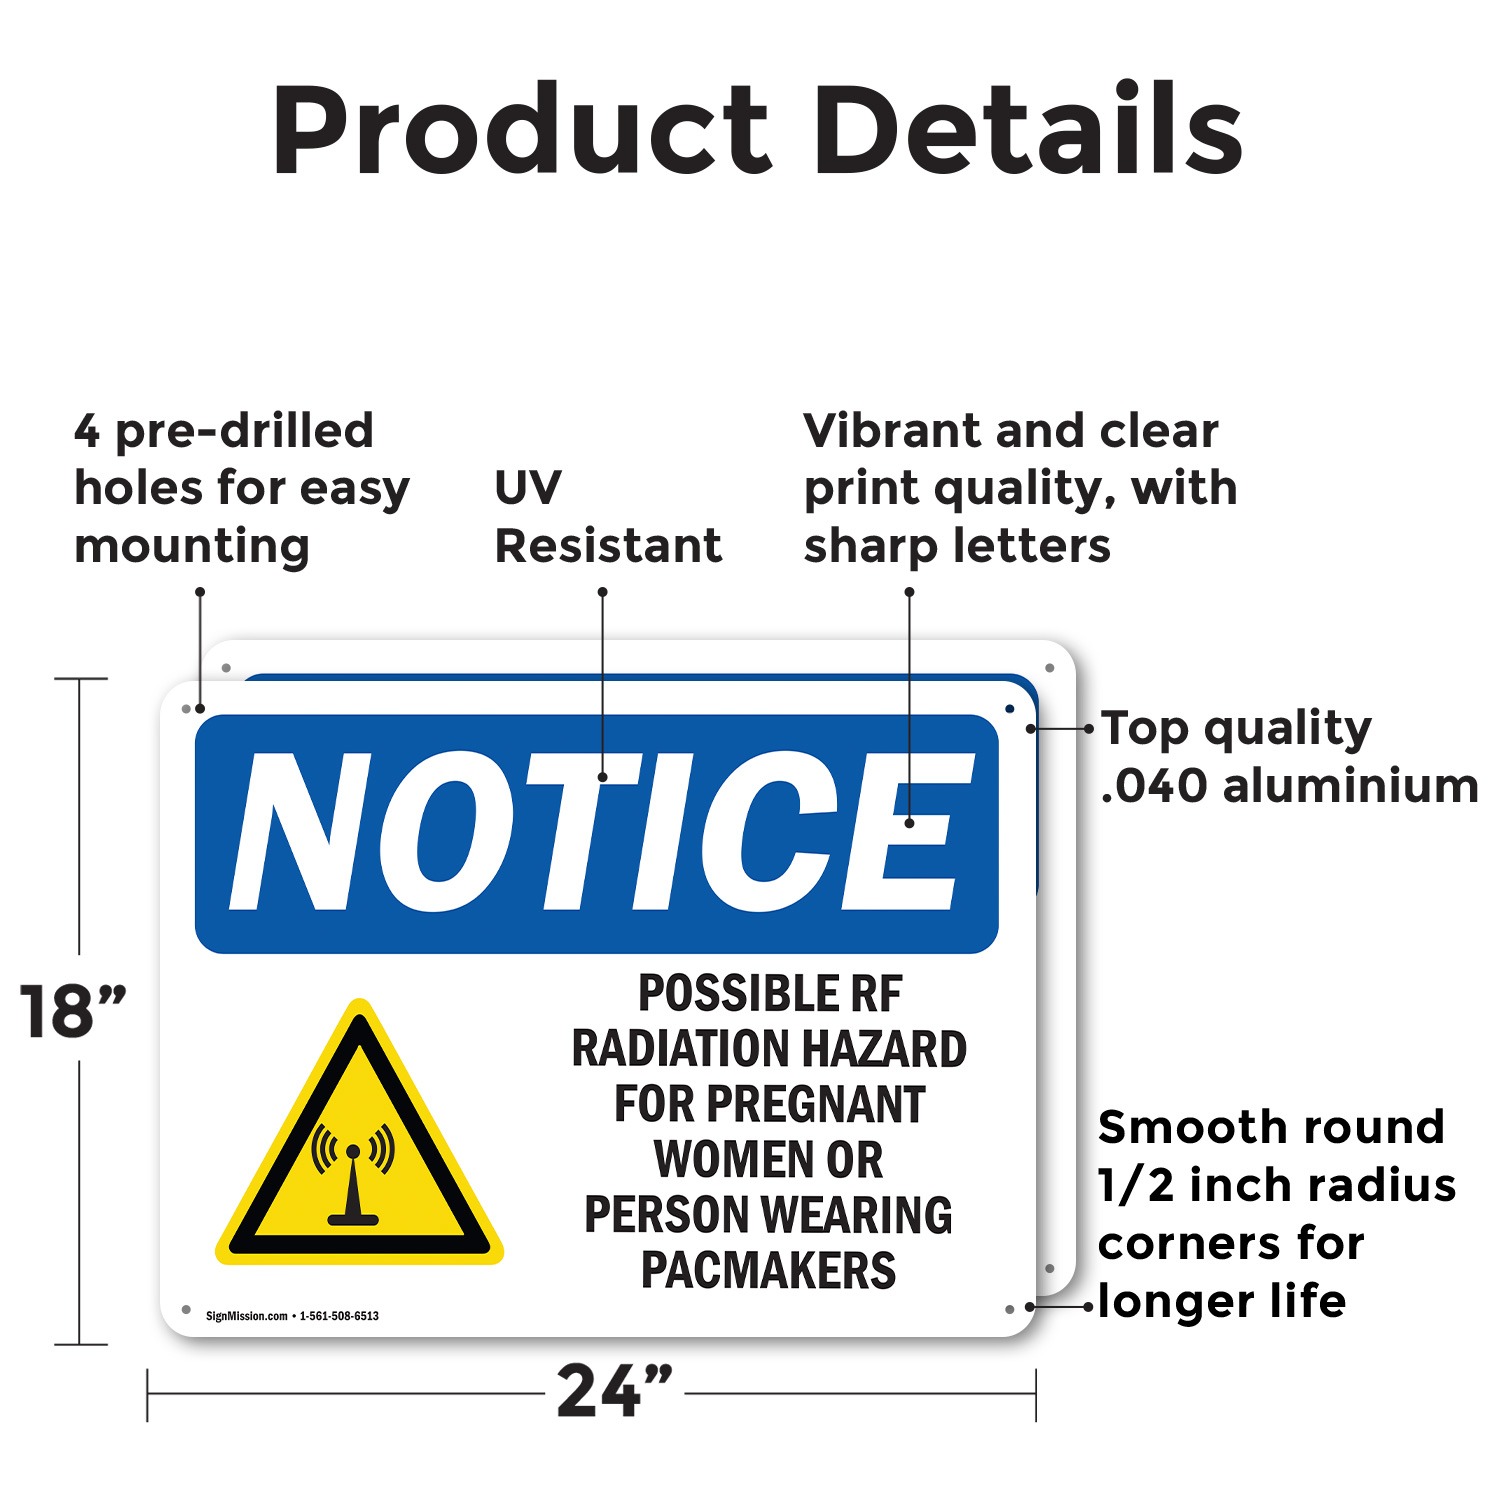 Product Details
4 pre-drilled
holes for easy
mounting
UV
Resistant
Vibrant and clear
print quality, with
sharp letters
NOTICE
Top quality
.040 aluminium
18”
POSSIBLE RF
RADIATION HAZARD
FOR PREGNANT
WOMEN OR
PERSON WEARING
PACMAKERS
SignMission.com • 1-561-508-6513
Smooth round
1/2 inch radius
corners for
longer life
24”